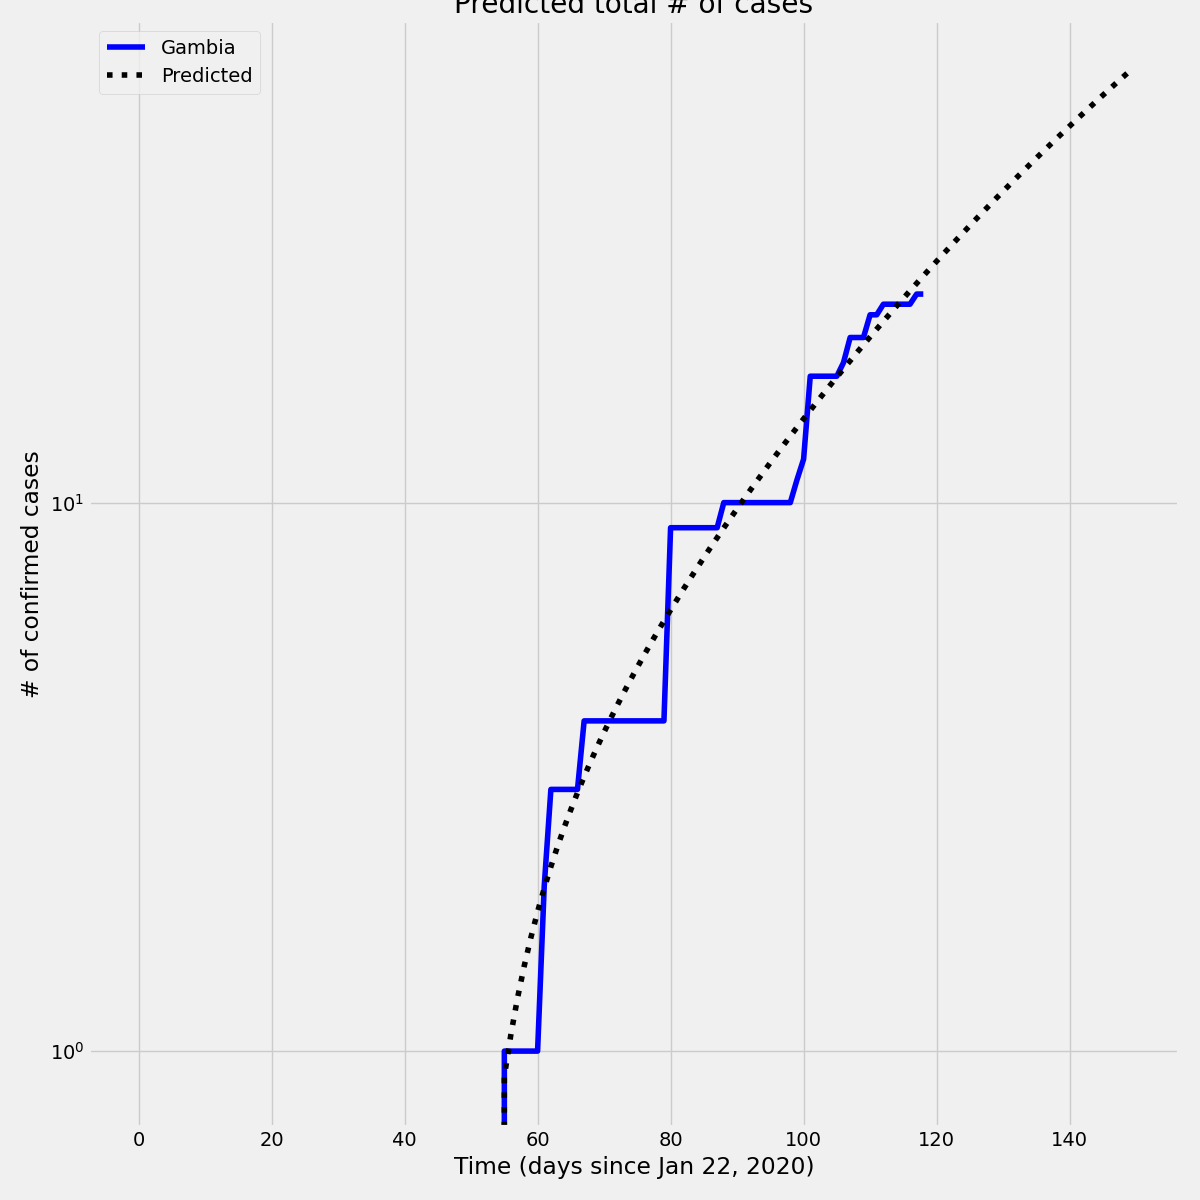 Predicted total # of cases
Gambia
Predicted
# of confirmed cases
10¹
10⁰
0 20 40 60 80 100 120 140
Time (days since Jan 22, 2020)